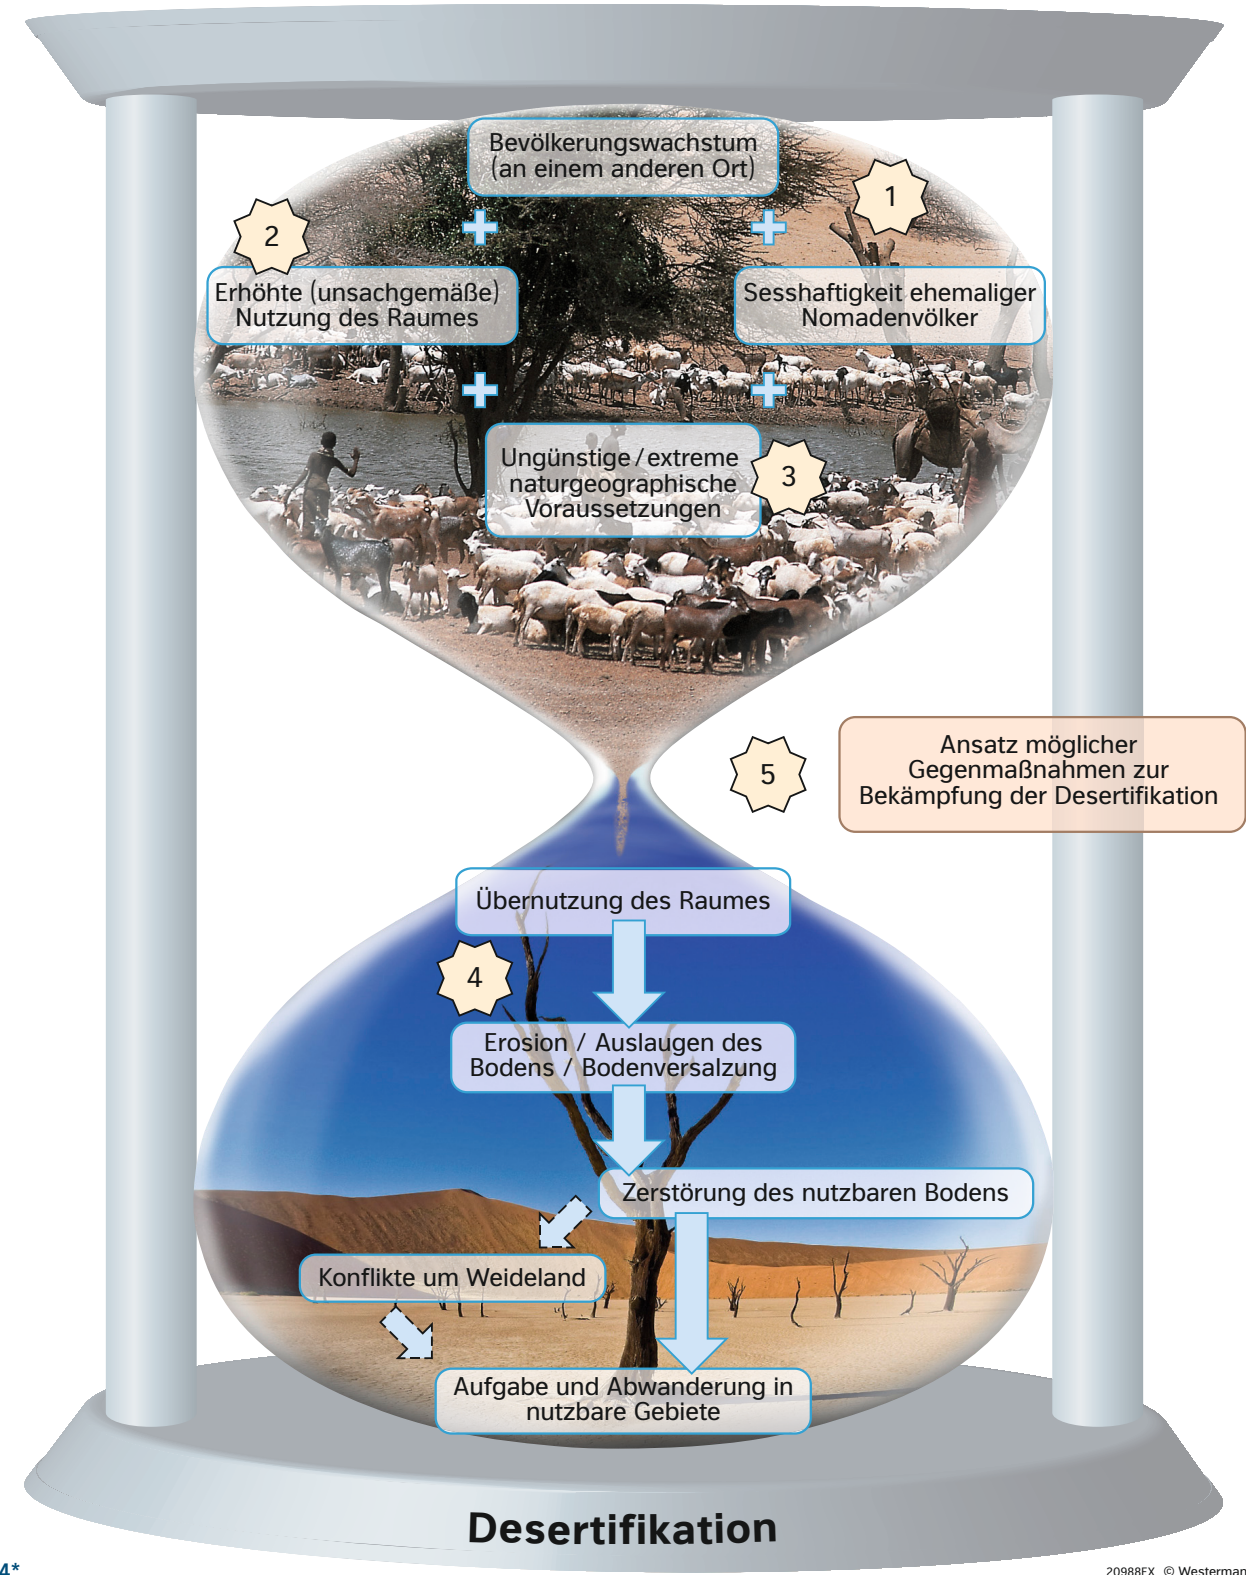 Bevölkerungswachstum
(an einem anderen Ort)
1
2
Erhöhte (unsachgemäße)
Nutzung des Raumes
Sesshaftigkeit ehemaliger
Nomadenvölker
Ungünstige / extreme
naturgeographische
Voraussetzungen
3
5
Ansatz möglicher
Gegenmaßnahmen zur
Bekämpfung der Desertifikation
Übernutzung des Raumes
4
Erosion / Auslaugen des
Bodens / Bodenversalzung
Zerstörung des nutzbaren Bodens
Konflikte um Weideland
Aufgabe und Abwanderung in
nutzbare Gebiete
Desertifikation
4*
20988EX © Westerman